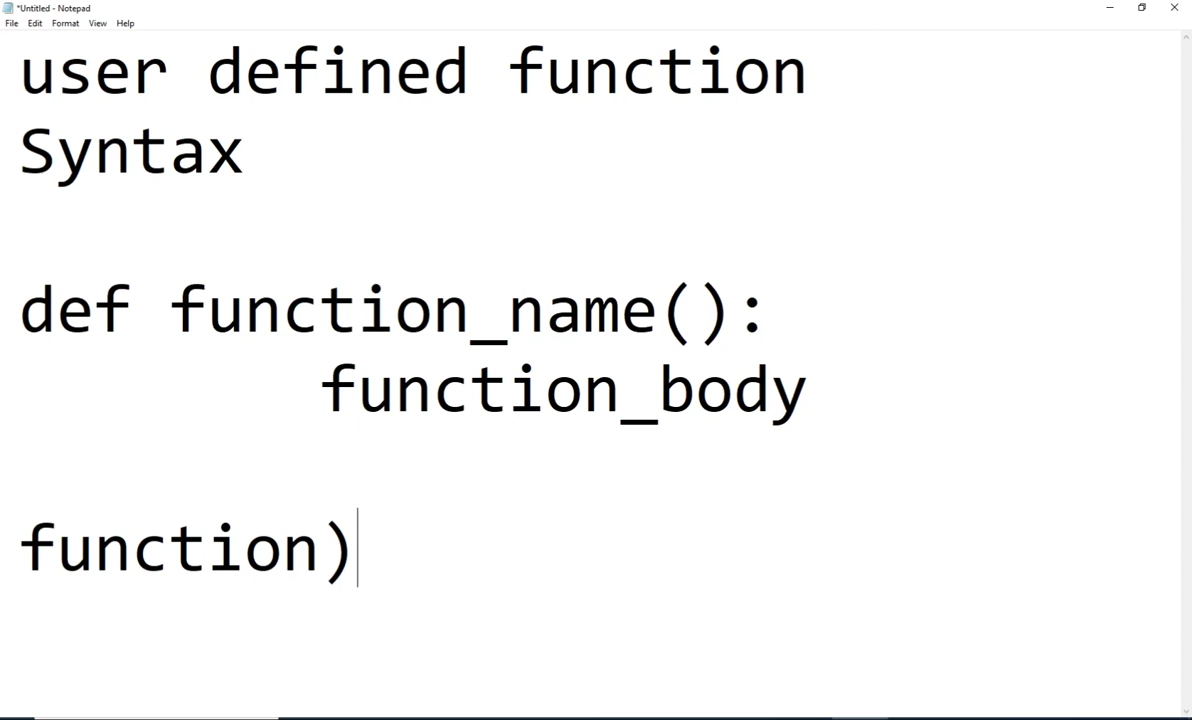 *Untitled - Notepad
File Edit Format View Help
user defined function
Syntax
def function_name():
function_body
function)